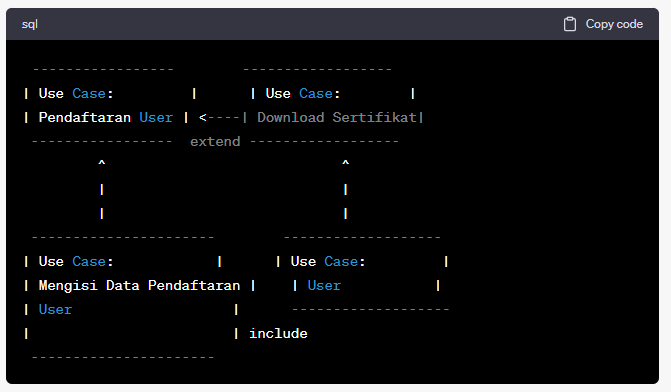 sql Copy code
----------------- ------------------
| Use Case: | | Use Case: |
| Pendaftaran User | <----| Download Sertifikat|
----------------- extend ------------------
^ ^
| |
| |
---------------------- -------------------
| Use Case: | | Use Case: |
| Mengisi Data Pendaftaran | | User |
| User | -------------------
| | include
----------------------